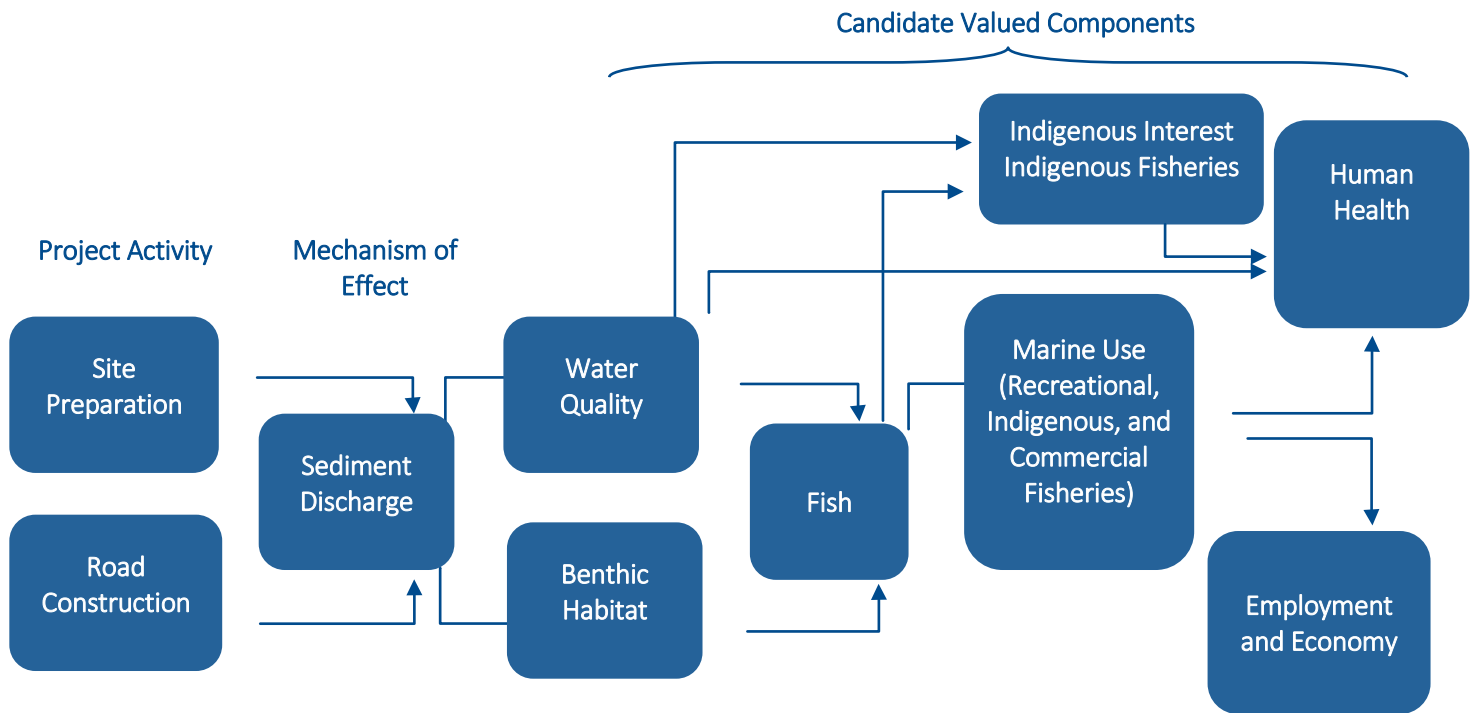 Candidate Valued Components
Project Activity
Mechanism of
Effect
Site
Preparation
Road
Construction
Sediment
Discharge
Water
Quality
Benthic
Habitat
Fish
Indigenous Interest
Indigenous Fisheries
Marine Use
(Recreational,
Indigenous, and
Commercial
Fisheries)
Human
Health
Employment
and Economy